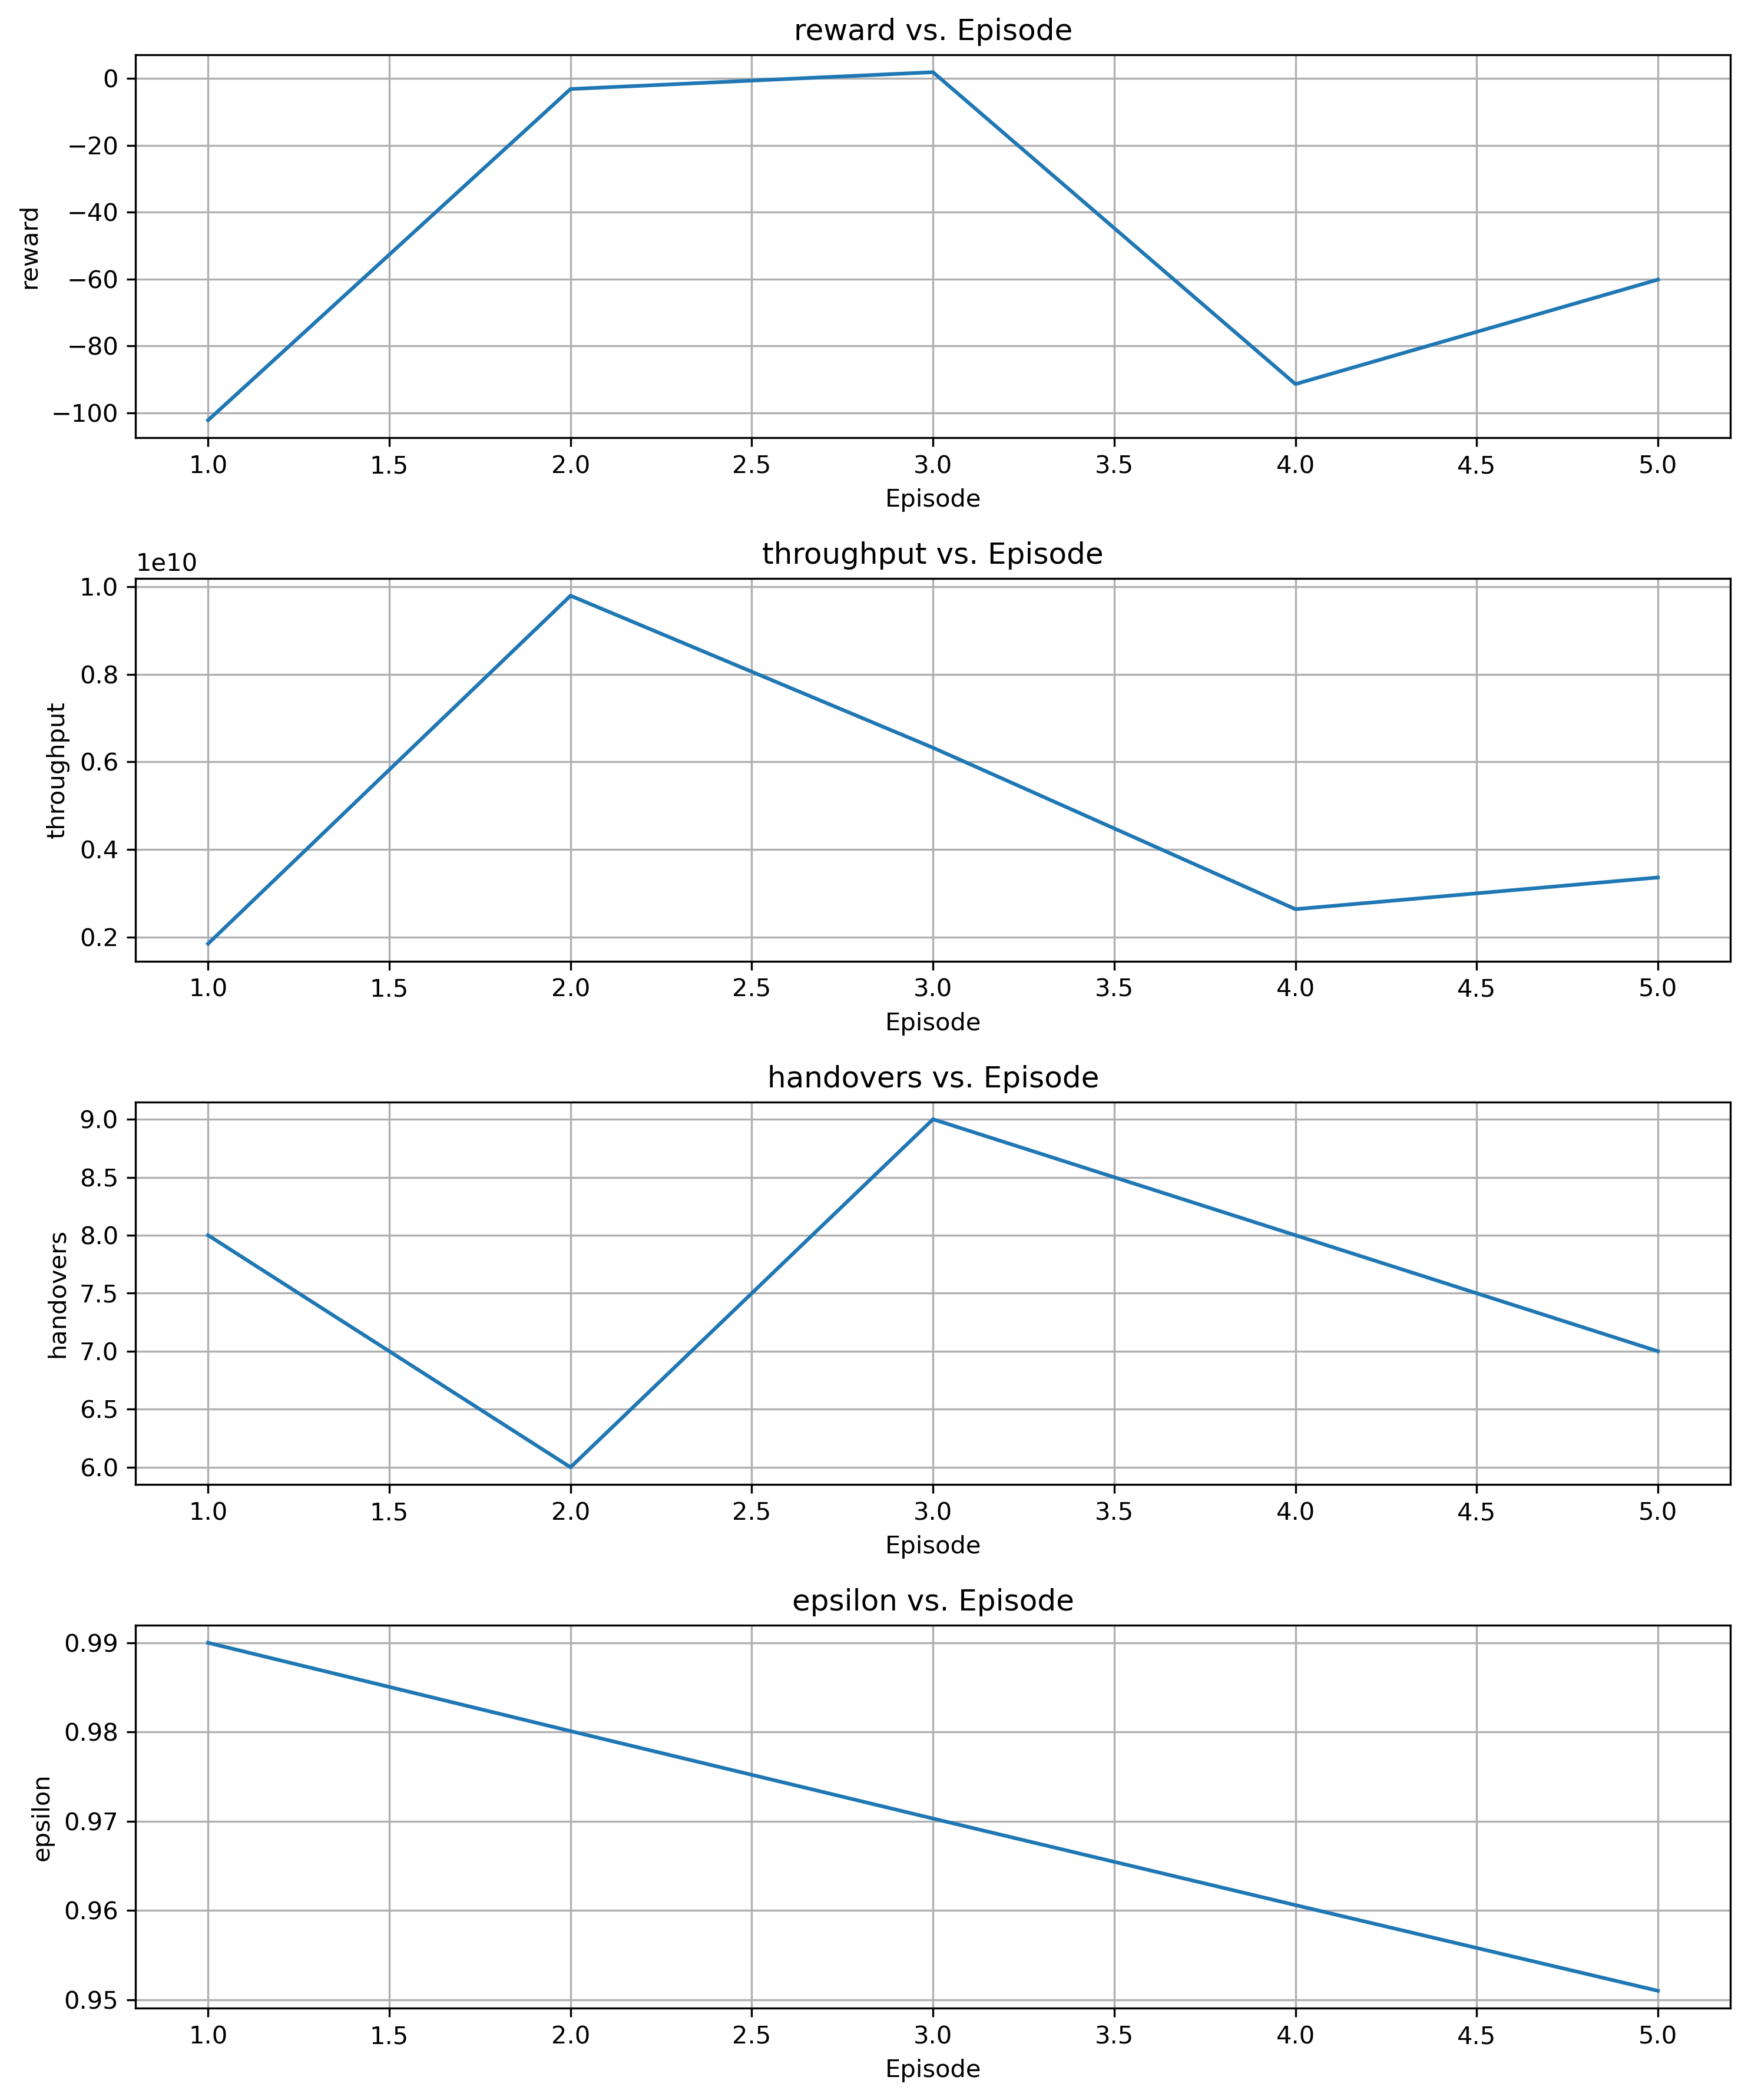 reward vs. Episode
0
−20
−40
−60
−80
−100
reward
1.0 1.5 2.0 2.5 3.0 3.5 4.0 4.5 5.0
Episode
throughput vs. Episode
1e10
1.0
0.8
0.6
0.4
0.2
throughput
1.0 1.5 2.0 2.5 3.0 3.5 4.0 4.5 5.0
Episode
handovers vs. Episode
9.0
8.5
8.0
7.5
7.0
6.5
6.0
handovers
1.0 1.5 2.0 2.5 3.0 3.5 4.0 4.5 5.0
Episode
epsilon vs. Episode
0.99
0.98
0.97
0.96
0.95
epsilon
1.0 1.5 2.0 2.5 3.0 3.5 4.0 4.5 5.0
Episode